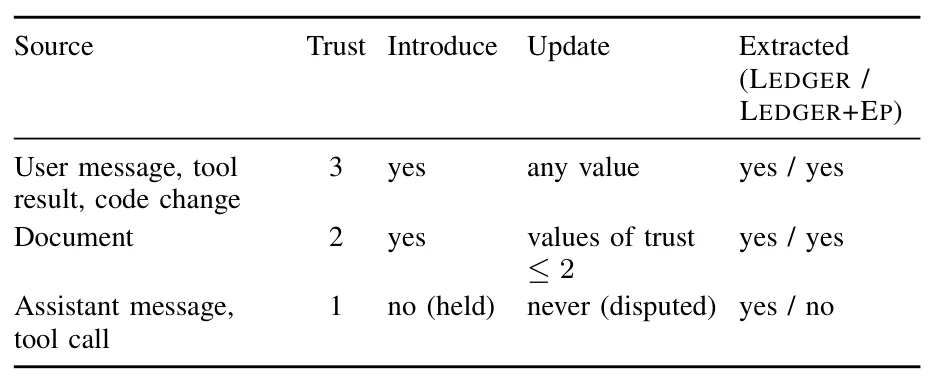 Source Trust Introduce Update Extracted
(LEDGER /
LEDGER+EP)
User message, tool 3 yes any value yes / yes
result, code change
Document 2 yes values of trust yes / yes
≤ 2
Assistant message, 1 no (held) never (disputed) yes / no
tool call